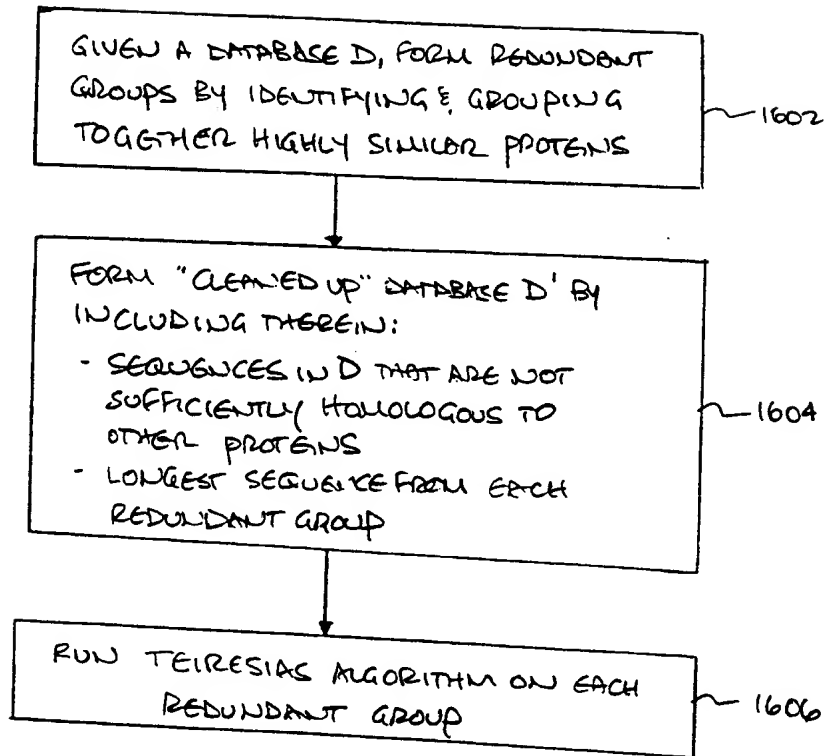 GIVEN A DATABASE D, FORM REDUNDANT
GROUPS BY IDENTIFYING & GROUPING
TOGETHER HIGHLY SIMILAR PROTEINS
1602
FORM "CLEANED UP" DATABASE D' BY
INCLUDING THEREIN:
- SEQUENCES IN D THAT ARE NOT
SUFFICIENTLY HOMOLOGOUS TO
OTHER PROTEINS
- LONGEST SEQUENCE FROM EACH
REDUNDANT GROUP
1604
RUN TEIRESIAS ALGORITHM ON EACH
REDUNDANT GROUP
1606